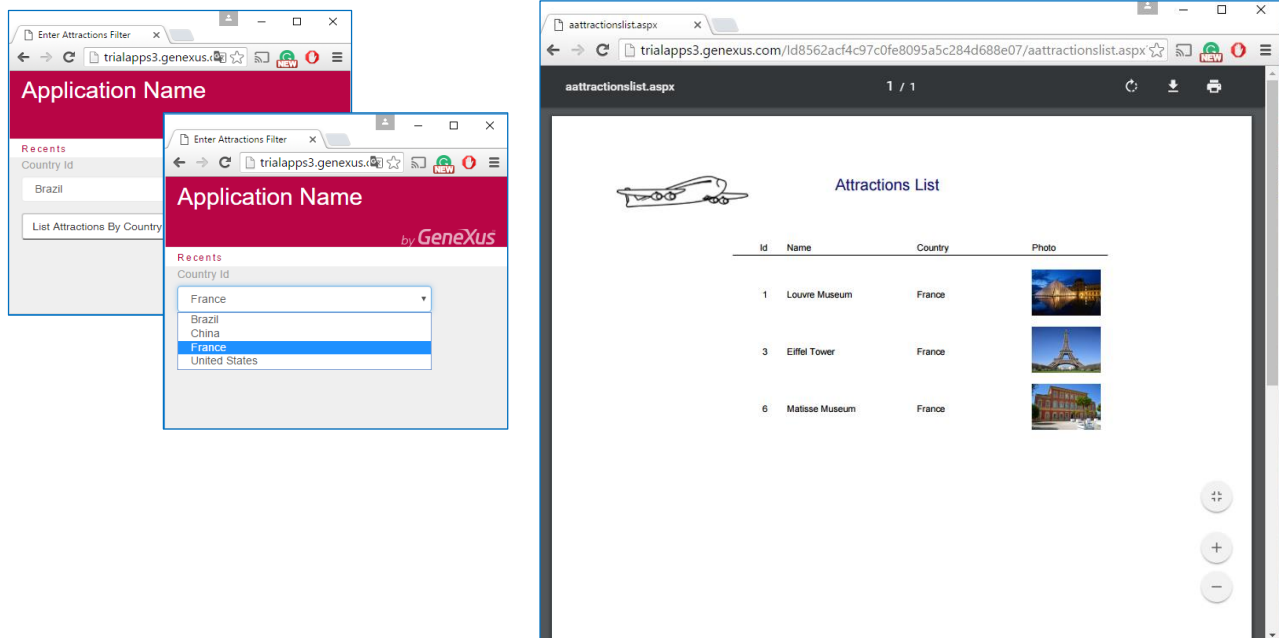 Enter Attractions Filter
trialapps3.genexus.c
NEW
Application Name
Recents
Country Id
Brazil
List Attractions By Country
Enter Attractions Filter
trialapps3.genexus.c
NEW
Application Name
by GeneXus
Recents
Country Id
France
Brazil
China
France
United States
aattractionslist.aspx
trialapps3.genexus.com/Id8562acf4c97c0fe8095a5c284d688e07/aattractionslist.aspx
NEW
aattractionslist.aspx 1 / 1
Attractions List
Id Name Country Photo
1 Louvre Museum France
3 Eiffel Tower France
6 Matisse Museum France